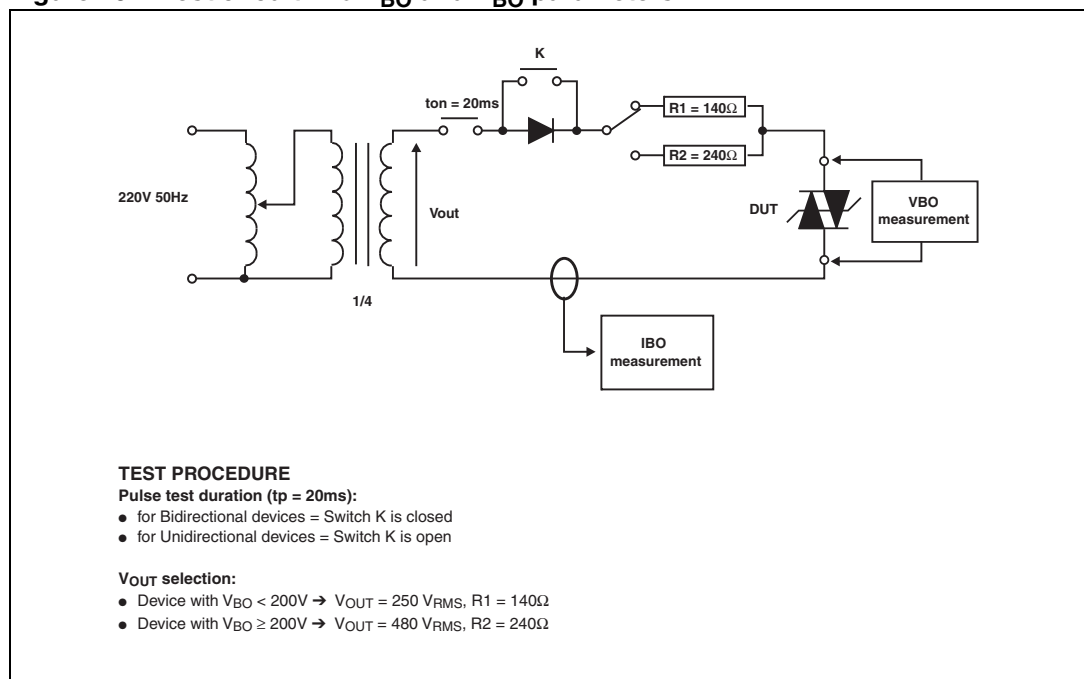 K
ton = 20ms
R1 = 140Ω
R2 = 240Ω
220V 50Hz
Vout
DUT
VBO
measurement
1/4
IBO
measurement
TEST PROCEDURE
Pulse test duration (tp = 20ms):
● for Bidirectional devices = Switch K is closed
● for Unidirectional devices = Switch K is open
VOUT selection:
● Device with VBO < 200V ➔ VOUT = 250 VRMS, R1 = 140Ω
● Device with VBO ≥ 200V ➔ VOUT = 480 VRMS, R2 = 240Ω